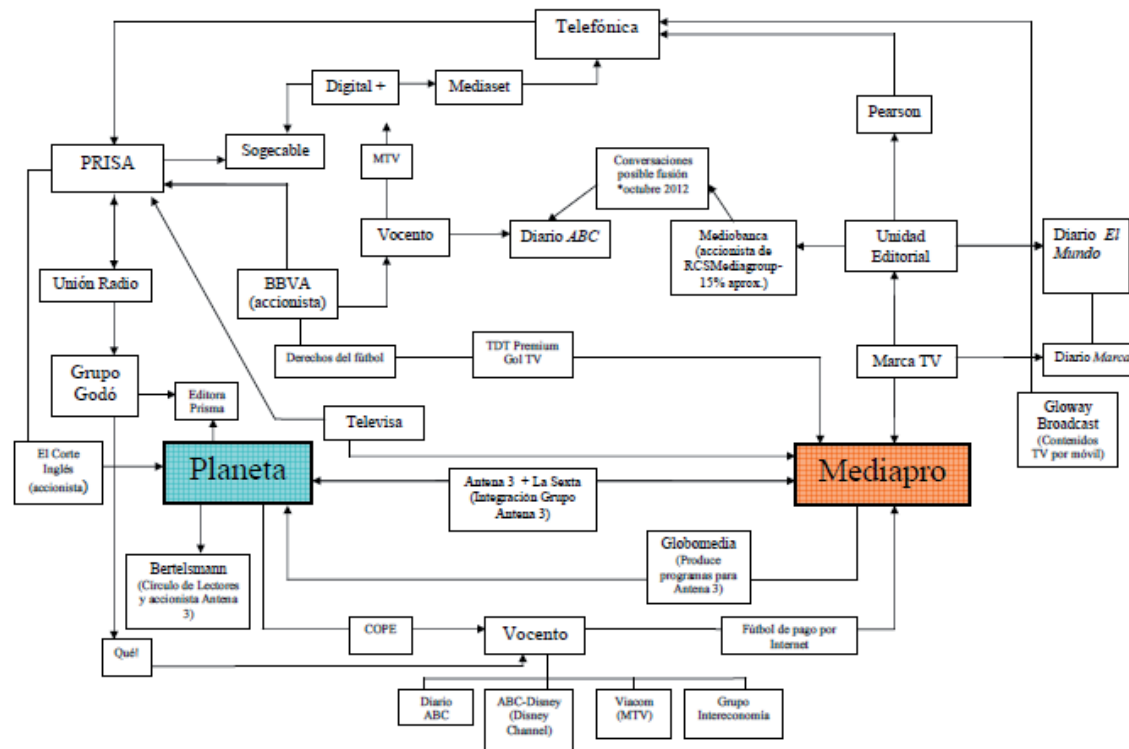 Telefónica
Digital +
Mediaset
Pearson
Sogecable
PRISA
MTV
Conversaciones
posible fusión
*octubre 2012
Vocento
Diario ABC
Mediobanca
(accionista de
RCSMediagroup-
15% aprox.)
Unidad
Editorial
Diario El
Mundo
Unión Radio
BBVA
(accionista)
Derechos del fútbol
TDT Premium
Gol TV
Marca TV
Diario Marca
Grupo
Godó
Editora
Prisma
Televisa
Gloway
Broadcast
(Contenidos
TV por móvil)
El Corte
Inglés
(accionista)
Planeta
Antena 3 + La Sexta
(Integración Grupo
Antena 3)
Mediapro
Bertelsmann
(Círculo de Lectores
y accionista Antena
3)
Globomedia
(Produce
programas para
Antena 3)
Qué!
COPE
Vocento
Fútbol de pago por
Internet
Diario
ABC
ABC-Disney
(Disney
Channel)
Viacom
(MTV)
Grupo
Intereconomía